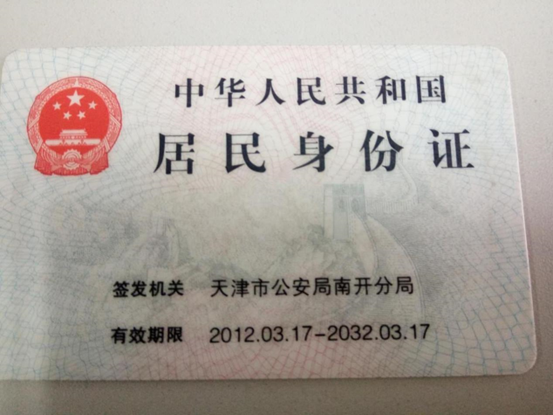 中华人民共和国
居民身份证
签发机关 天津市公安局南开分局
有效期限 2012.03.17-2032.03.17